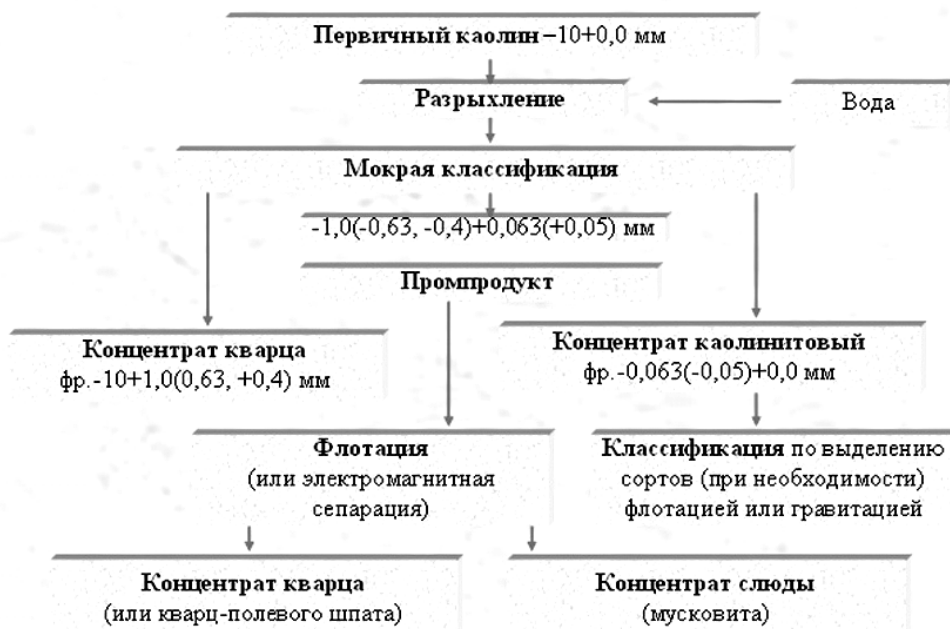 Первичный каолин –10+0,0 мм
Разрыхление
Вода
Мокрая классификация
-1,0(-0,63, -0,4)+0,063(+0,05) мм
Промпродукт
Концентрат кварца
фр.-10+1,0(0,63, +0,4) мм
Концентрат каолинитовый
фр.-0,063(-0,05)+0,0 мм
Флотация
(или электромагнитная
сепарация)
Классификация по выделению
сортов (при необходимости)
флотацией или гравитацией
Концентрат кварца
(или кварц-полевого шпата)
Концентрат слюды
(мусковита)